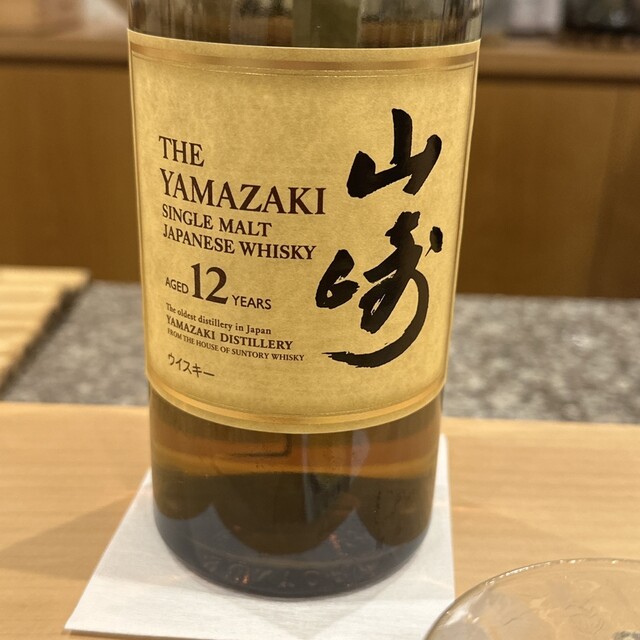 THE
YAMAZAKI
SINGLE MALT
JAPANESE WHISKY
AGED 12 YEARS
The oldest distillery in Japan
YAMAZAKI DISTILLERY
FROM THE HOUSE OF SUNTORY WHISKY
ウイスキー
山崎